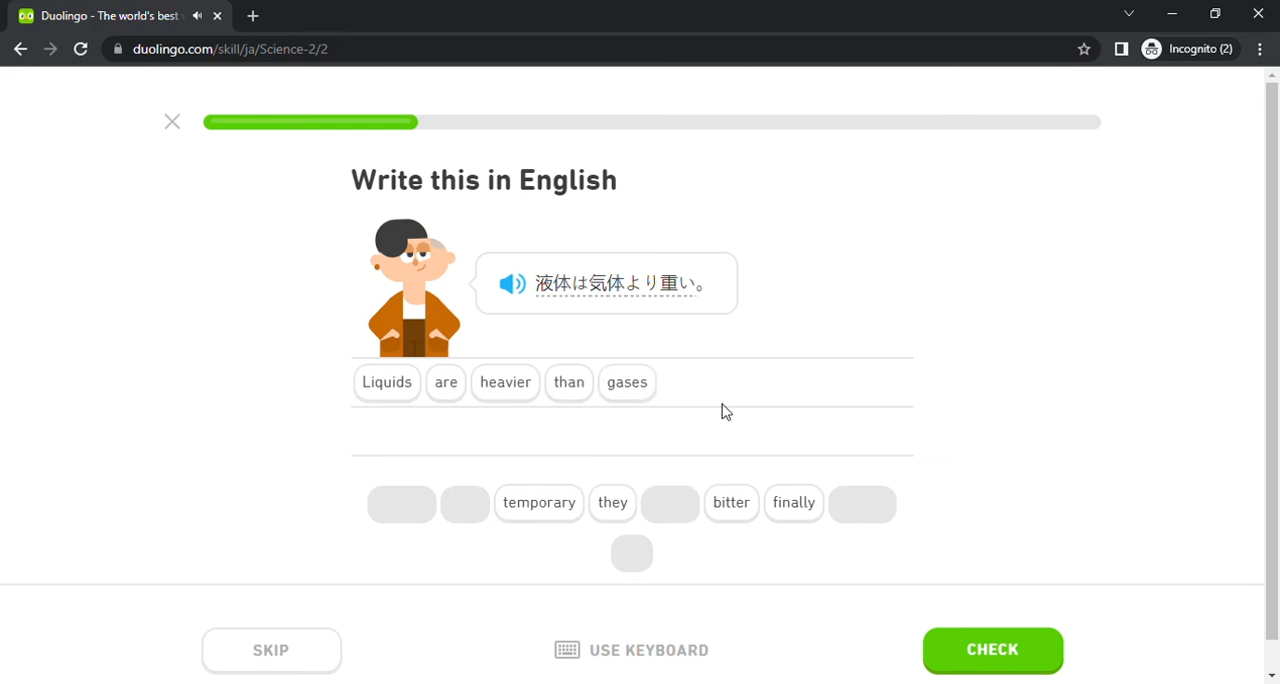 Duolingo - The world's best
duolingo.com/skill/ja/Science-2/2
Incognito (2)
Write this in English
液体は気体より重い。
Liquids are heavier than gases
temporary they bitter finally
SKIP
USE KEYBOARD
CHECK